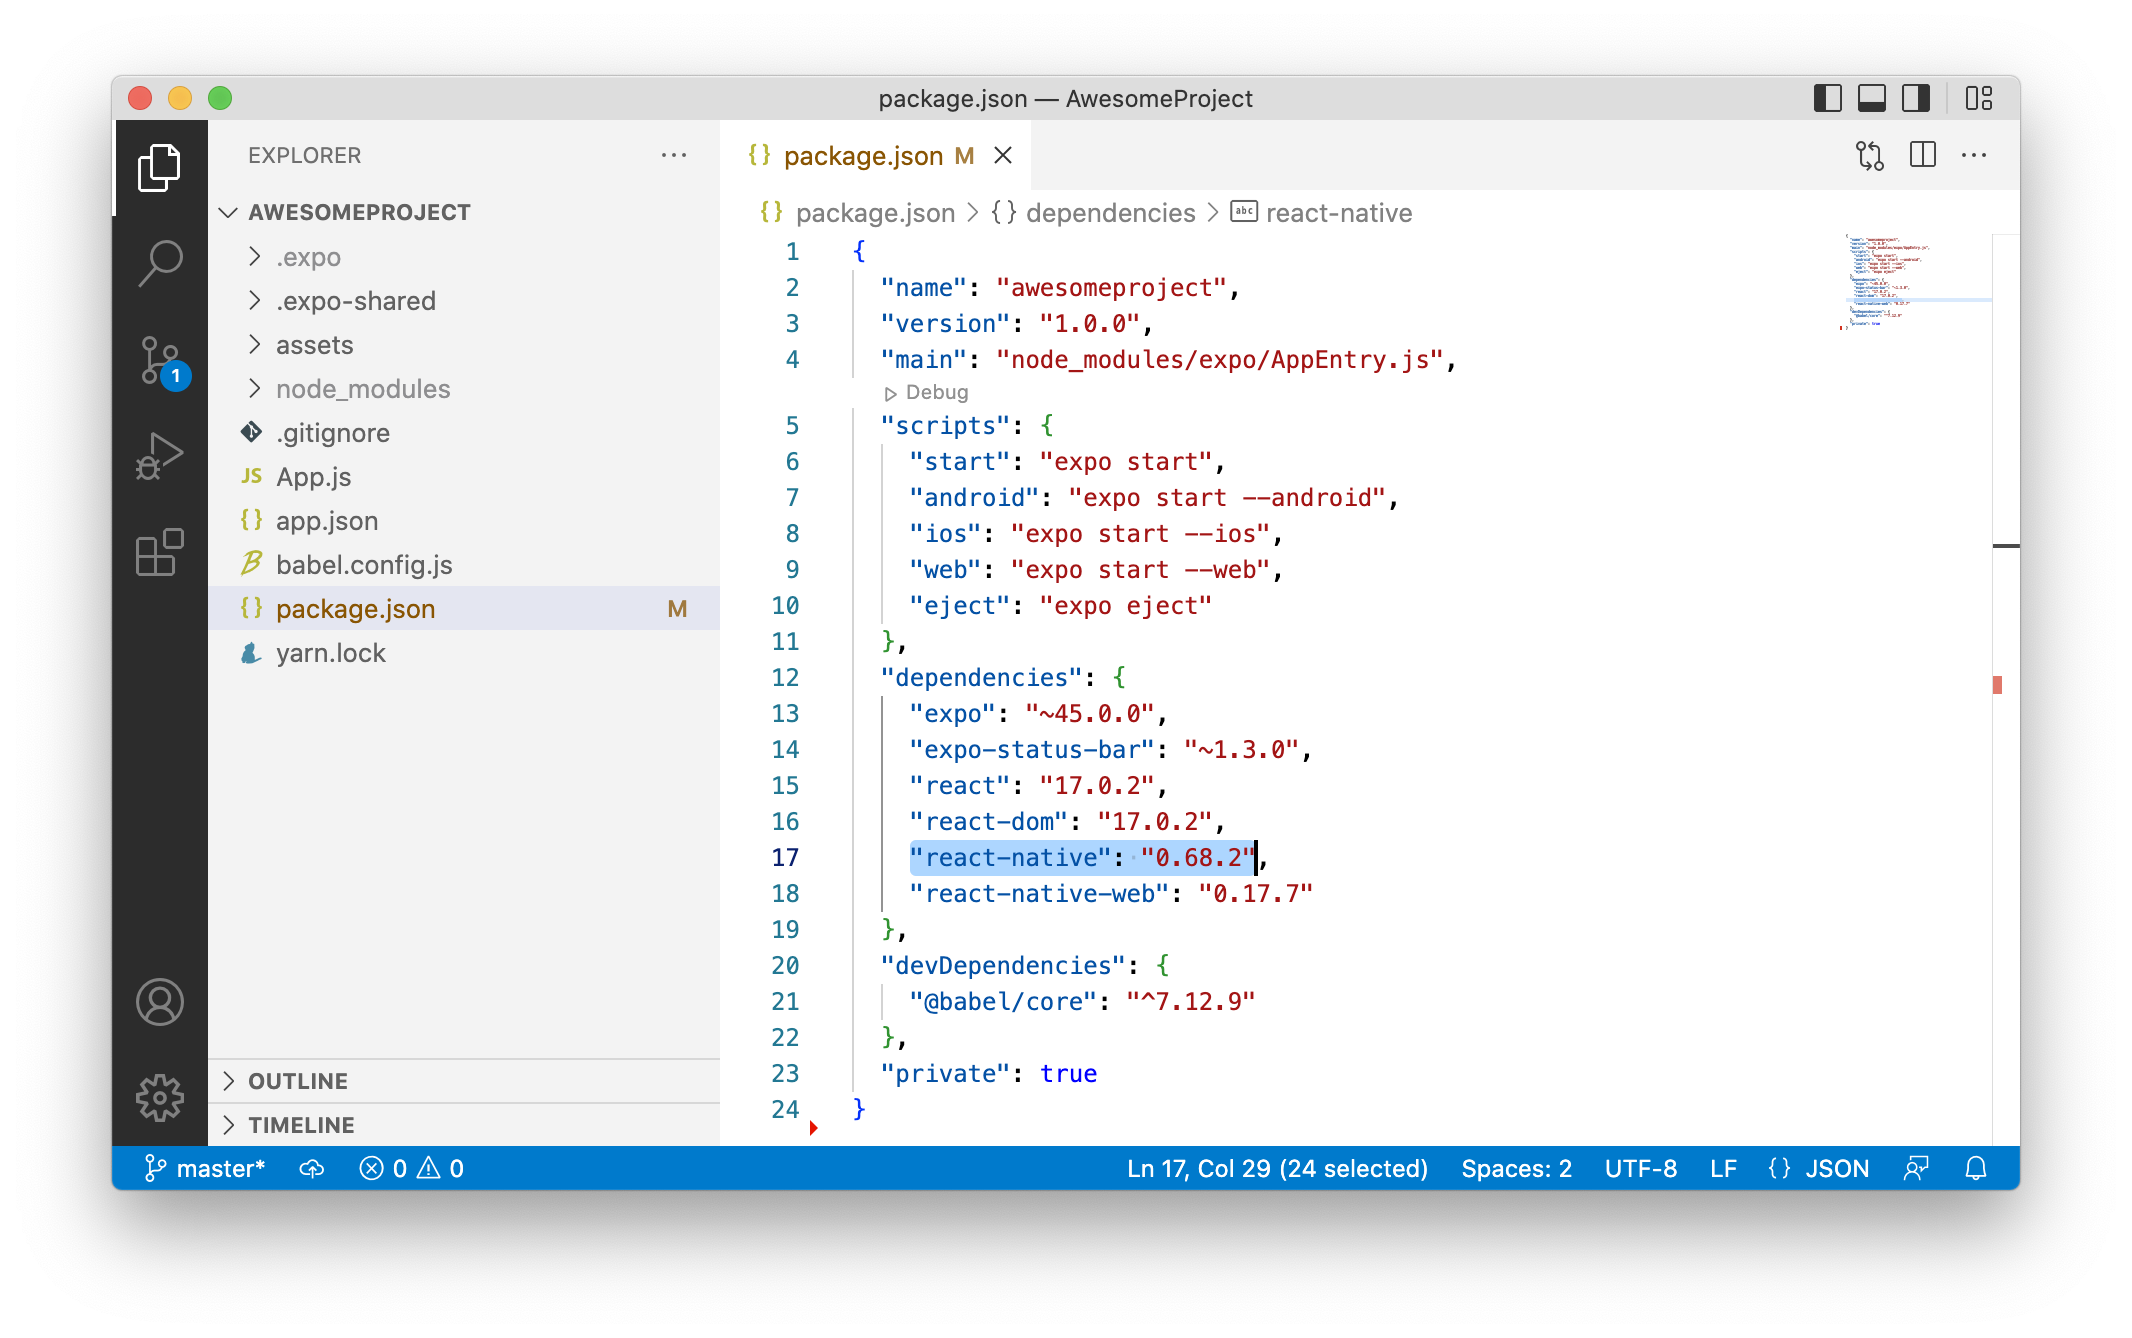 package.json — AwesomeProject
EXPLORER
AWESOMEPROJECT
.expo
.expo-shared
assets
node_modules
.gitignore
JS App.js
{} app.json
babel.config.js
{} package.json M
yarn.lock
OUTLINE
TIMELINE
1
{} package.json M
{} package.json > {} dependencies > abc react-native
1 {
2 "name": "awesomeproject",
3 "version": "1.0.0",
4 "main": "node_modules/expo/AppEntry.js",
Debug
5 "scripts": {
6 "start": "expo start",
7 "android": "expo start --android",
8 "ios": "expo start --ios",
9 "web": "expo start --web",
10 "eject": "expo eject"
11 },
12 "dependencies": {
13 "expo": "~45.0.0",
14 "expo-status-bar": "~1.3.0",
15 "react": "17.0.2",
16 "react-dom": "17.0.2",
17 "react-native": "0.68.2",
18 "react-native-web": "0.17.7"
19 },
20 "devDependencies": {
21 "@babel/core": "^7.12.9"
22 },
23 "private": true
24 }
master* 0 0 Ln 17, Col 29 (24 selected) Spaces: 2 UTF-8 LF {} JSON